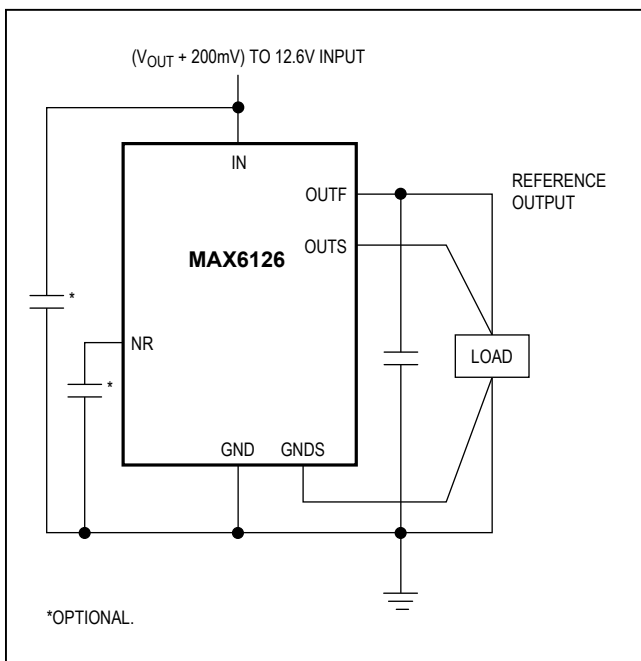 (VOUT + 200mV) TO 12.6V INPUT
IN
OUTF
REFERENCE
OUTPUT
OUTS
MAX6126
*
NR
LOAD
*
GND
GNDS
*OPTIONAL.